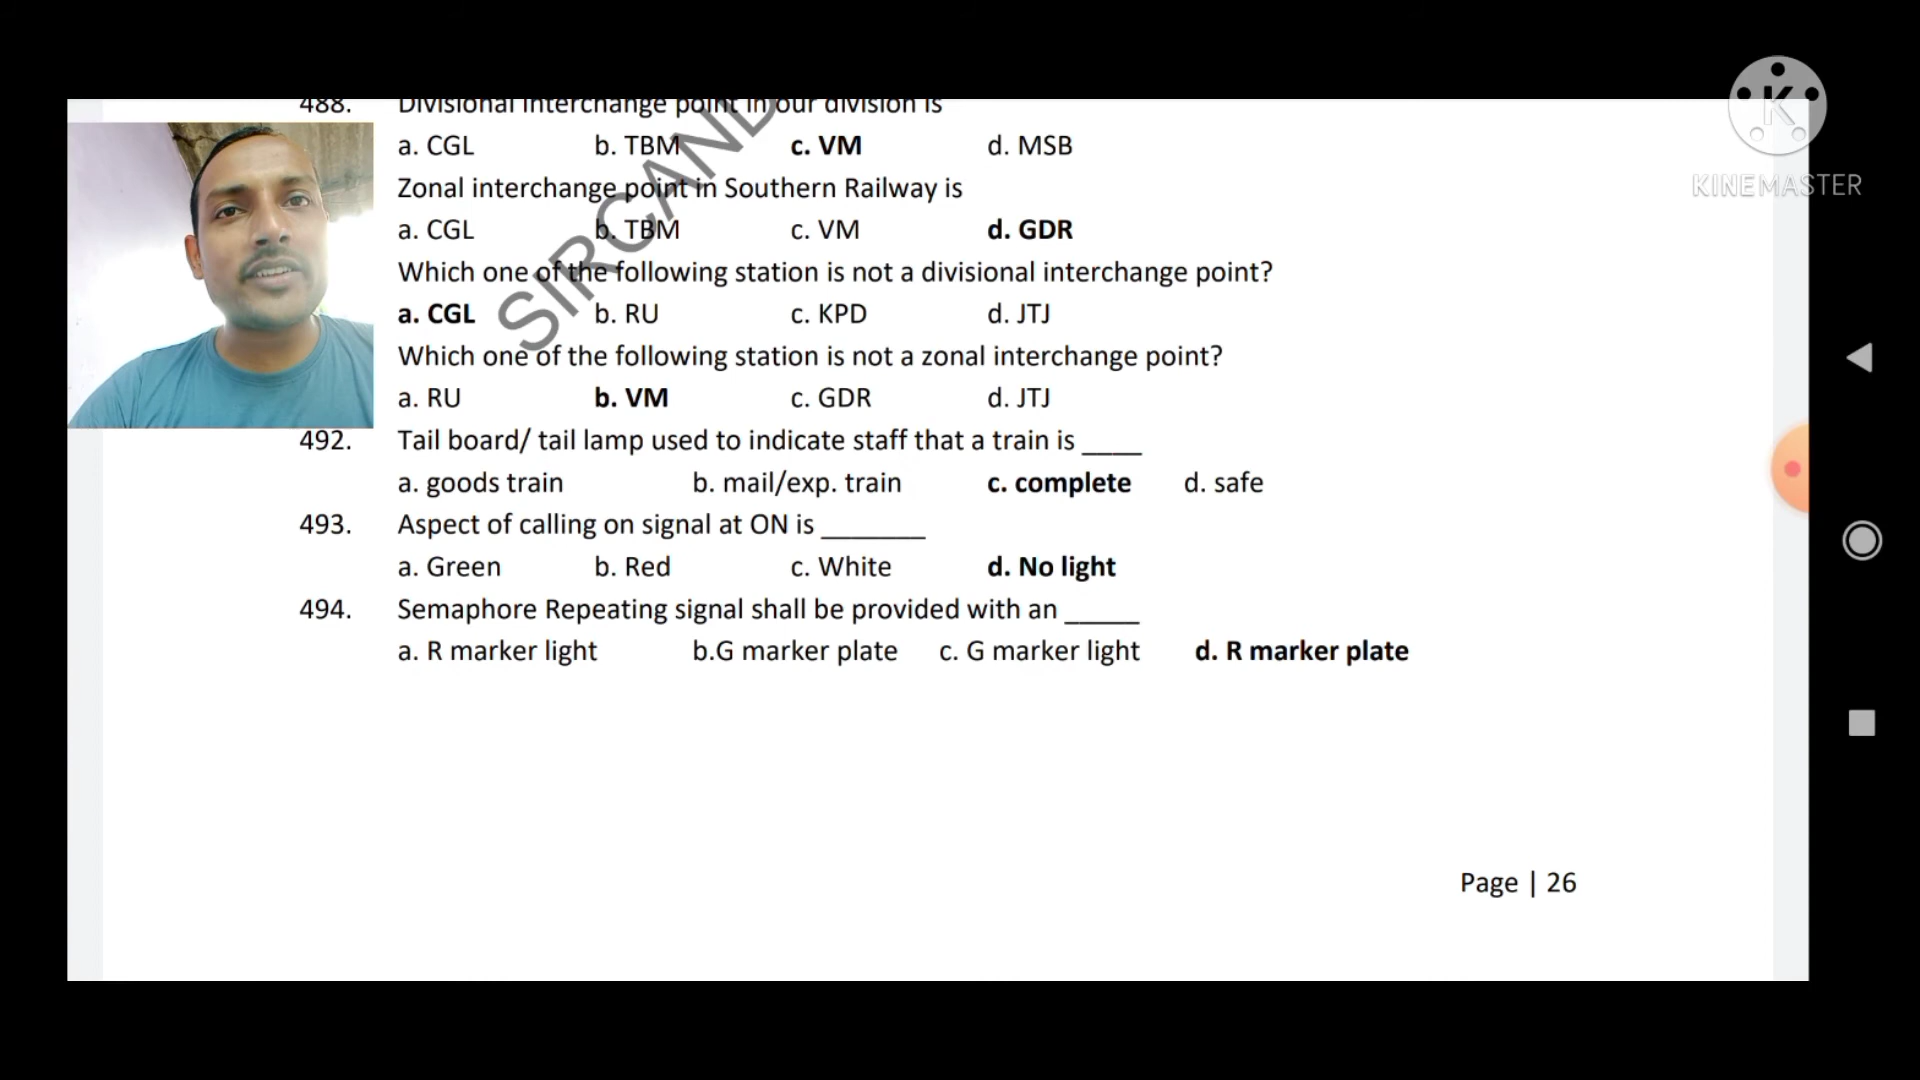 488. Divisional interchange point in our division is
a. CGL b. TBM c. VM d. MSB
Zonal interchange point in Southern Railway is
a. CGL b. TBM c. VM d. GDR
Which one of the following station is not a divisional interchange point?
a. CGL b. RU c. KPD d. JTJ
Which one of the following station is not a zonal interchange point?
a. RU b. VM c. GDR d. JTJ
492. Tail board/ tail lamp used to indicate staff that a train is ____
a. goods train b. mail/exp. train c. complete d. safe
493. Aspect of calling on signal at ON is _______
a. Green b. Red c. White d. No light
494. Semaphore Repeating signal shall be provided with an _____
a. R marker light b.G marker plate c. G marker light d. R marker plate
Page | 26
SIRCAND
K
KINEMASTER